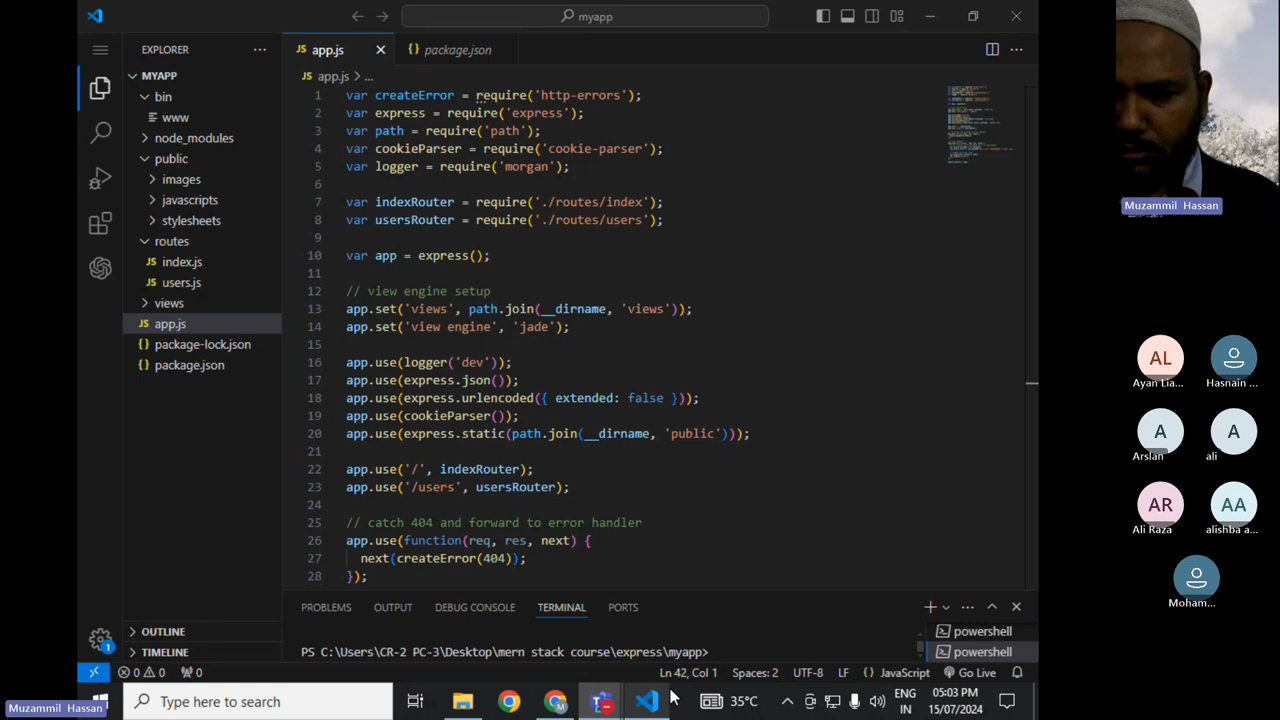 myapp
EXPLORER
app.js
package.json
MYAPP
app.js > ...
bin
www
node_modules
public
images
javascripts
stylesheets
routes
index.js
users.js
views
app.js
package-lock.json
package.json
OUTLINE
TIMELINE
1 var createError = require('http-errors');
2 var express = require('express');
3 var path = require('path');
4 var cookieParser = require('cookie-parser');
5 var logger = require('morgan');
6
7 var indexRouter = require('./routes/index');
8 var usersRouter = require('./routes/users');
9
10 var app = express();
11
12 // view engine setup
13 app.set('views', path.join(__dirname, 'views'));
14 app.set('view engine', 'jade');
15
16 app.use(logger('dev'));
17 app.use(express.json());
18 app.use(express.urlencoded({ extended: false }));
19 app.use(cookieParser());
20 app.use(express.static(path.join(__dirname, 'public')));
21
22 app.use('/', indexRouter);
23 app.use('/users', usersRouter);
24
25 // catch 404 and forward to error handler
26 app.use(function(req, res, next) {
27 next(createError(404));
28 });
PROBLEMS OUTPUT DEBUG CONSOLE TERMINAL PORTS
powershell
PS C:\Users\CR-2 PC-3\Desktop\mern stack course\express\myapp>
powershell
0 0 0 Ln 42, Col 1 Spaces: 2 UTF-8 LF {} JavaScript Go Live
Muzammil Hassan
Type here to search
35°C
ENG
IN
05:03 PM
15/07/2024
Muzammil Hassan
AL
Ayan Lia...
Hasnain ...
A
Arslan
A
ali
AR
Ali Raza
AA
alishba a...
Moham...